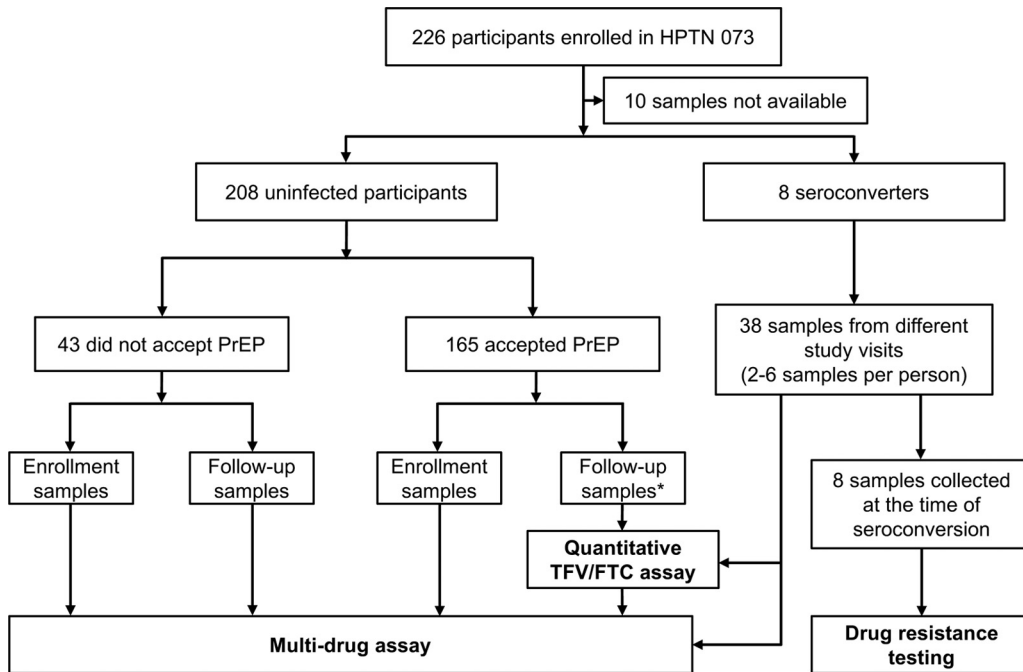 226 participants enrolled in HPTN 073
10 samples not available
208 uninfected participants
8 seroconverters
43 did not accept PrEP
165 accepted PrEP
38 samples from different
study visits
(2-6 samples per person)
Enrollment
samples
Follow-up
samples
Enrollment
samples
Follow-up
samples*
8 samples collected
at the time of
seroconversion
Quantitative
TFV/FTC assay
Multi-drug assay
Drug resistance
testing